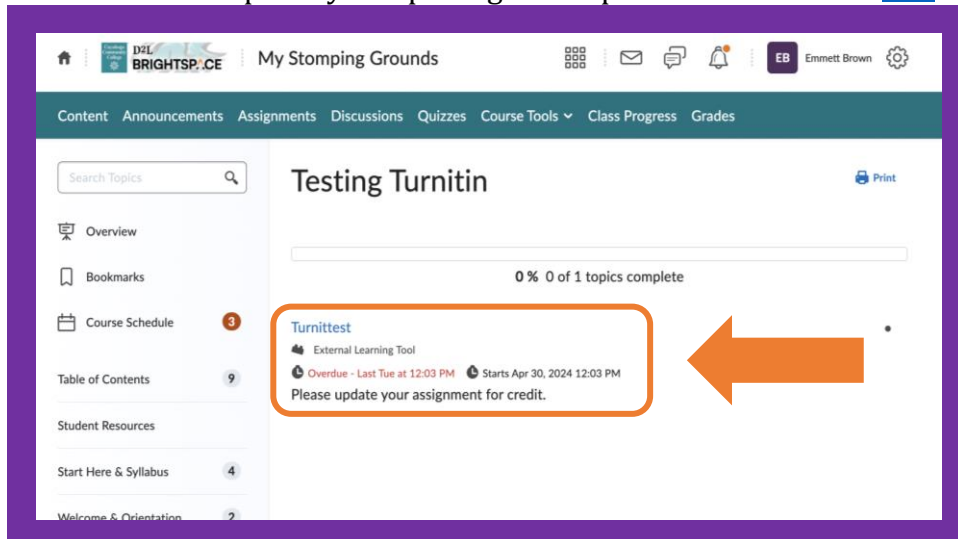 D2L
BRIGHTSPACE
My Stomping Grounds
EB
Emmett Brown
Content Announcements Assignments Discussions Quizzes Course Tools Class Progress Grades
Search Topics
Testing Turnitin
Print
Overview
Bookmarks
0 % 0 of 1 topics complete
Course Schedule 3
Turnittest
External Learning Tool
Overdue - Last Tue at 12:03 PM Starts Apr 30, 2024 12:03 PM
Please update your assignment for credit.
Table of Contents 9
Student Resources
Start Here & Syllabus 4
Welcome & Orientation 2